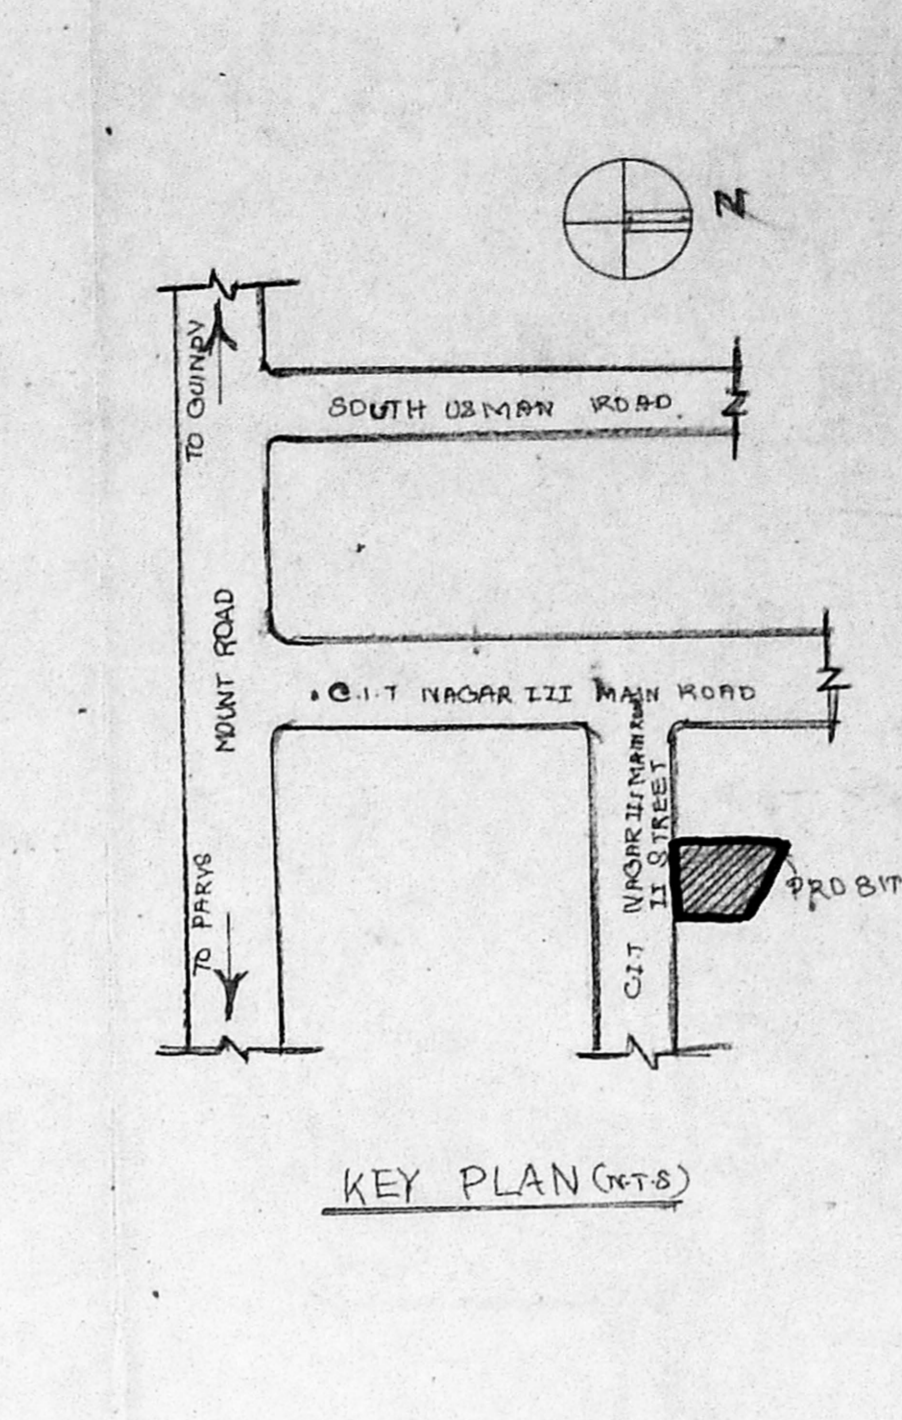 N
TO GUINDY
SOUTH USMAN ROAD
MOUNT ROAD
C.I.T NAGAR III MAIN ROAD
C.I.T NAGAR III MAIN ROAD
II STREET
PRO SIT
TO PARYS
KEY PLAN (N.T.S)